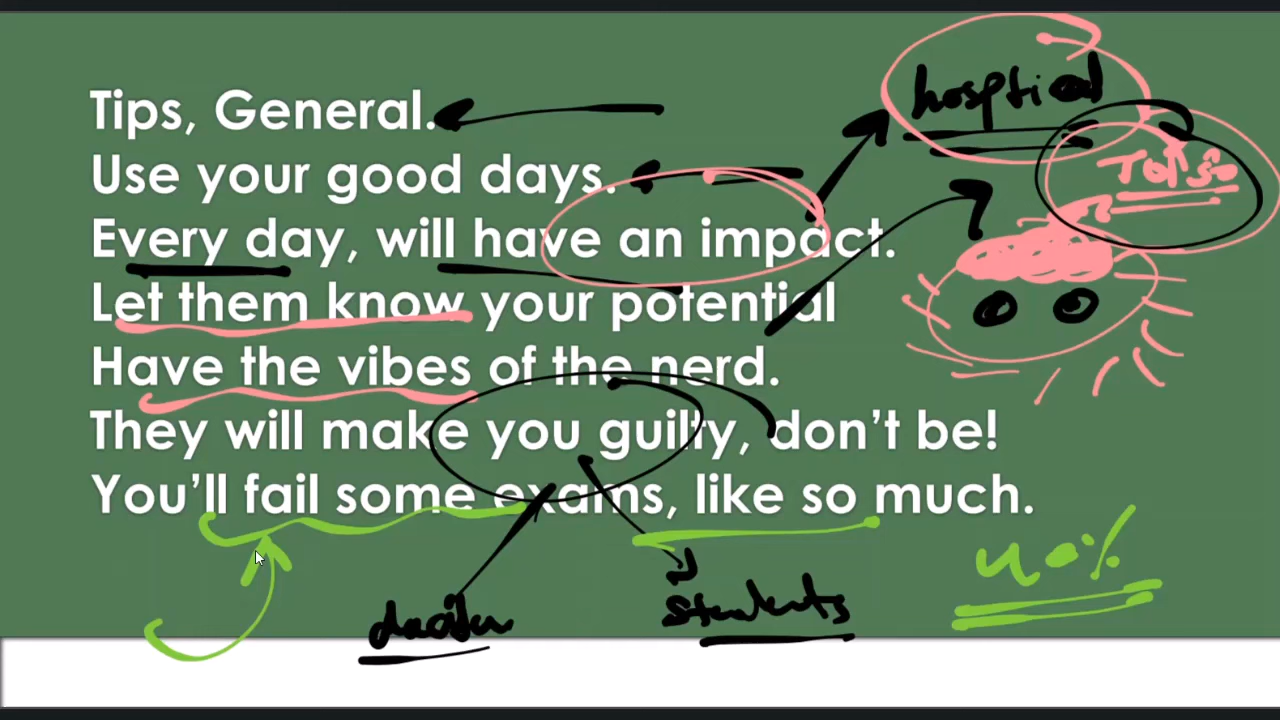 Tips, General.
Use your good days.
Every day, will have an impact.
Let them know your potential
Have the vibes of the nerd.
They will make you guilty, don't be!
You'll fail some exams, like so much.
hosptical
students
40%